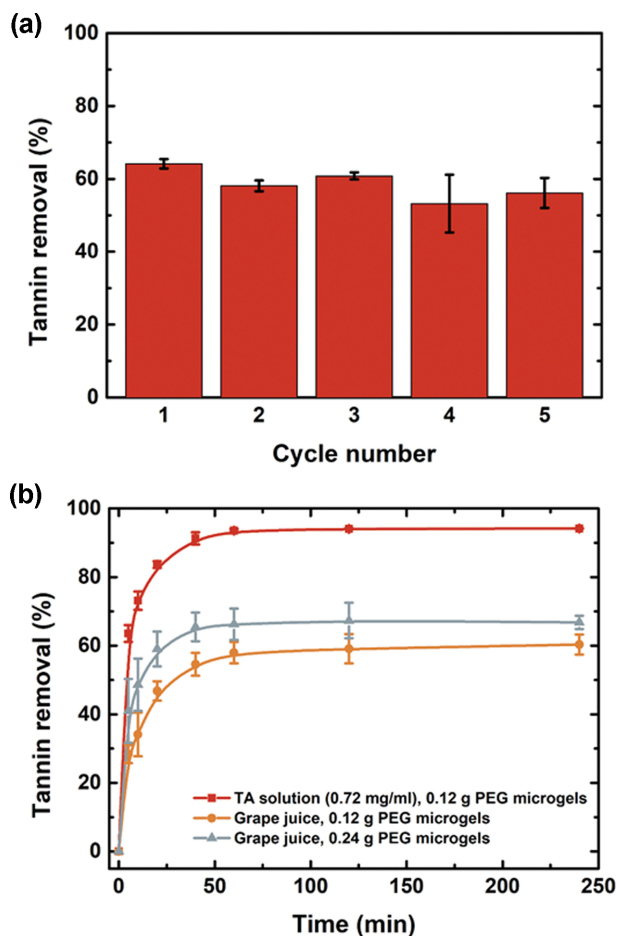 (a)
100
80
60
40
20
0
Tannin removal (%)
1 2 3 4 5
Cycle number
(b)
100
80
60
40
20
0
Tannin removal (%)
TA solution (0.72 mg/ml), 0.12 g PEG microgels
Grape juice, 0.12 g PEG microgels
Grape juice, 0.24 g PEG microgels
0 50 100 150 200 250
Time (min)